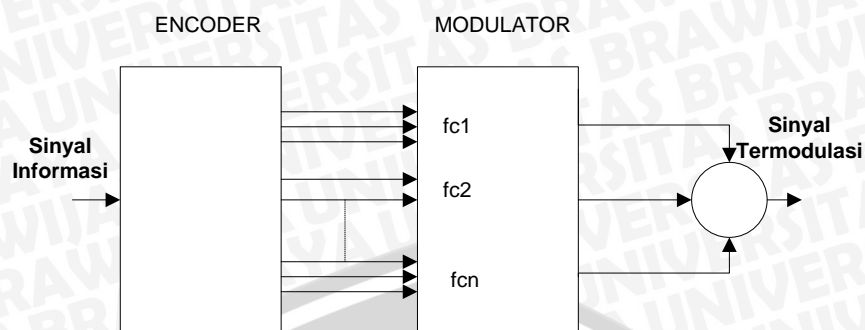 ENCODER
MODULATOR
Sinyal
Informasi
fc1
fc2
fcn
Sinyal
Termodulasi